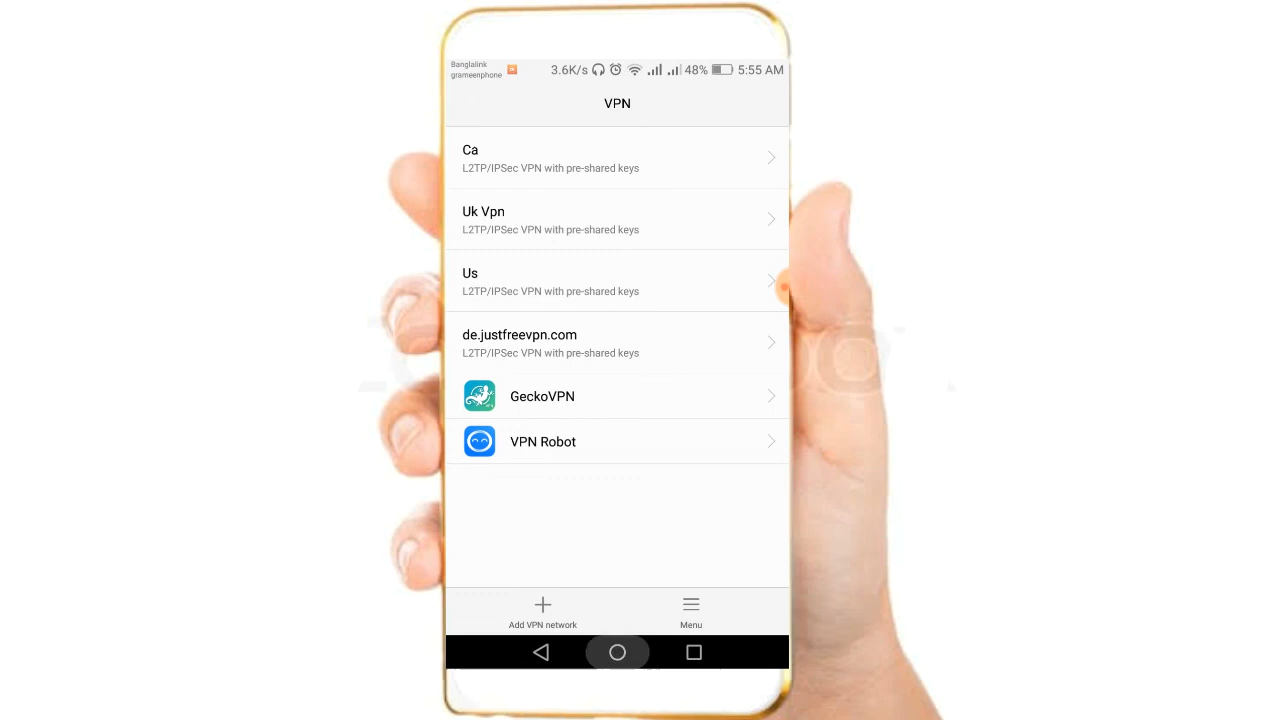 Banglalink
grameenphone
3.6K/s 48% 5:55 AM
VPN
Ca
L2TP/IPSec VPN with pre-shared keys
Uk Vpn
L2TP/IPSec VPN with pre-shared keys
Us
L2TP/IPSec VPN with pre-shared keys
de.justfreevpn.com
L2TP/IPSec VPN with pre-shared keys
GeckoVPN
VPN Robot
Add VPN network
Menu